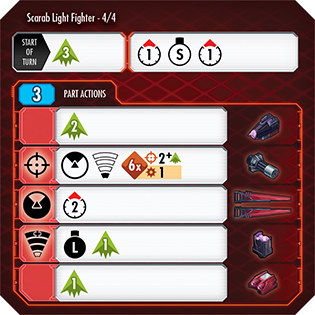 Scarab Light Fighter - 4/4
START OF TURN
3
1 S 1
3 PART ACTIONS
2
6x 2+
1
2
L 1
1